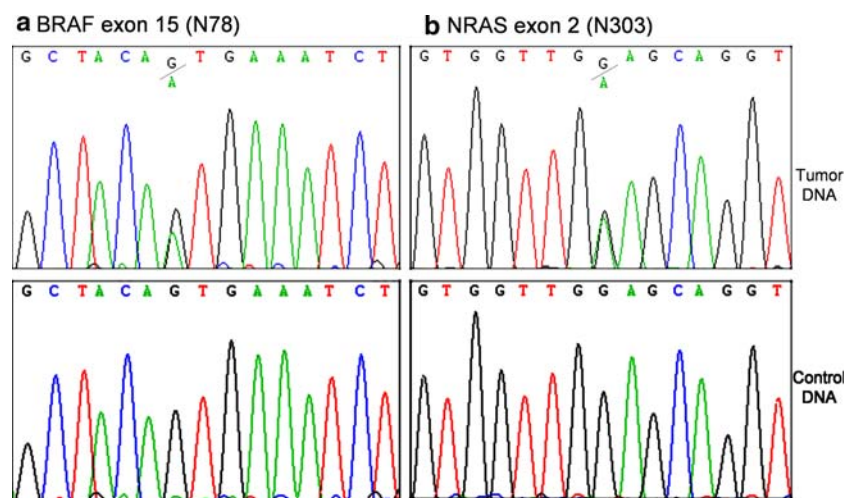 a BRAF exon 15 (N78)
b NRAS exon 2 (N303)
G C T A C A G/A T G A A A T C T
G T G G T T G G/A A G C A G G T
Tumor DNA
G C T A C A G T G A A A T C T
G T G G T T G G A G C A G G T
Control DNA